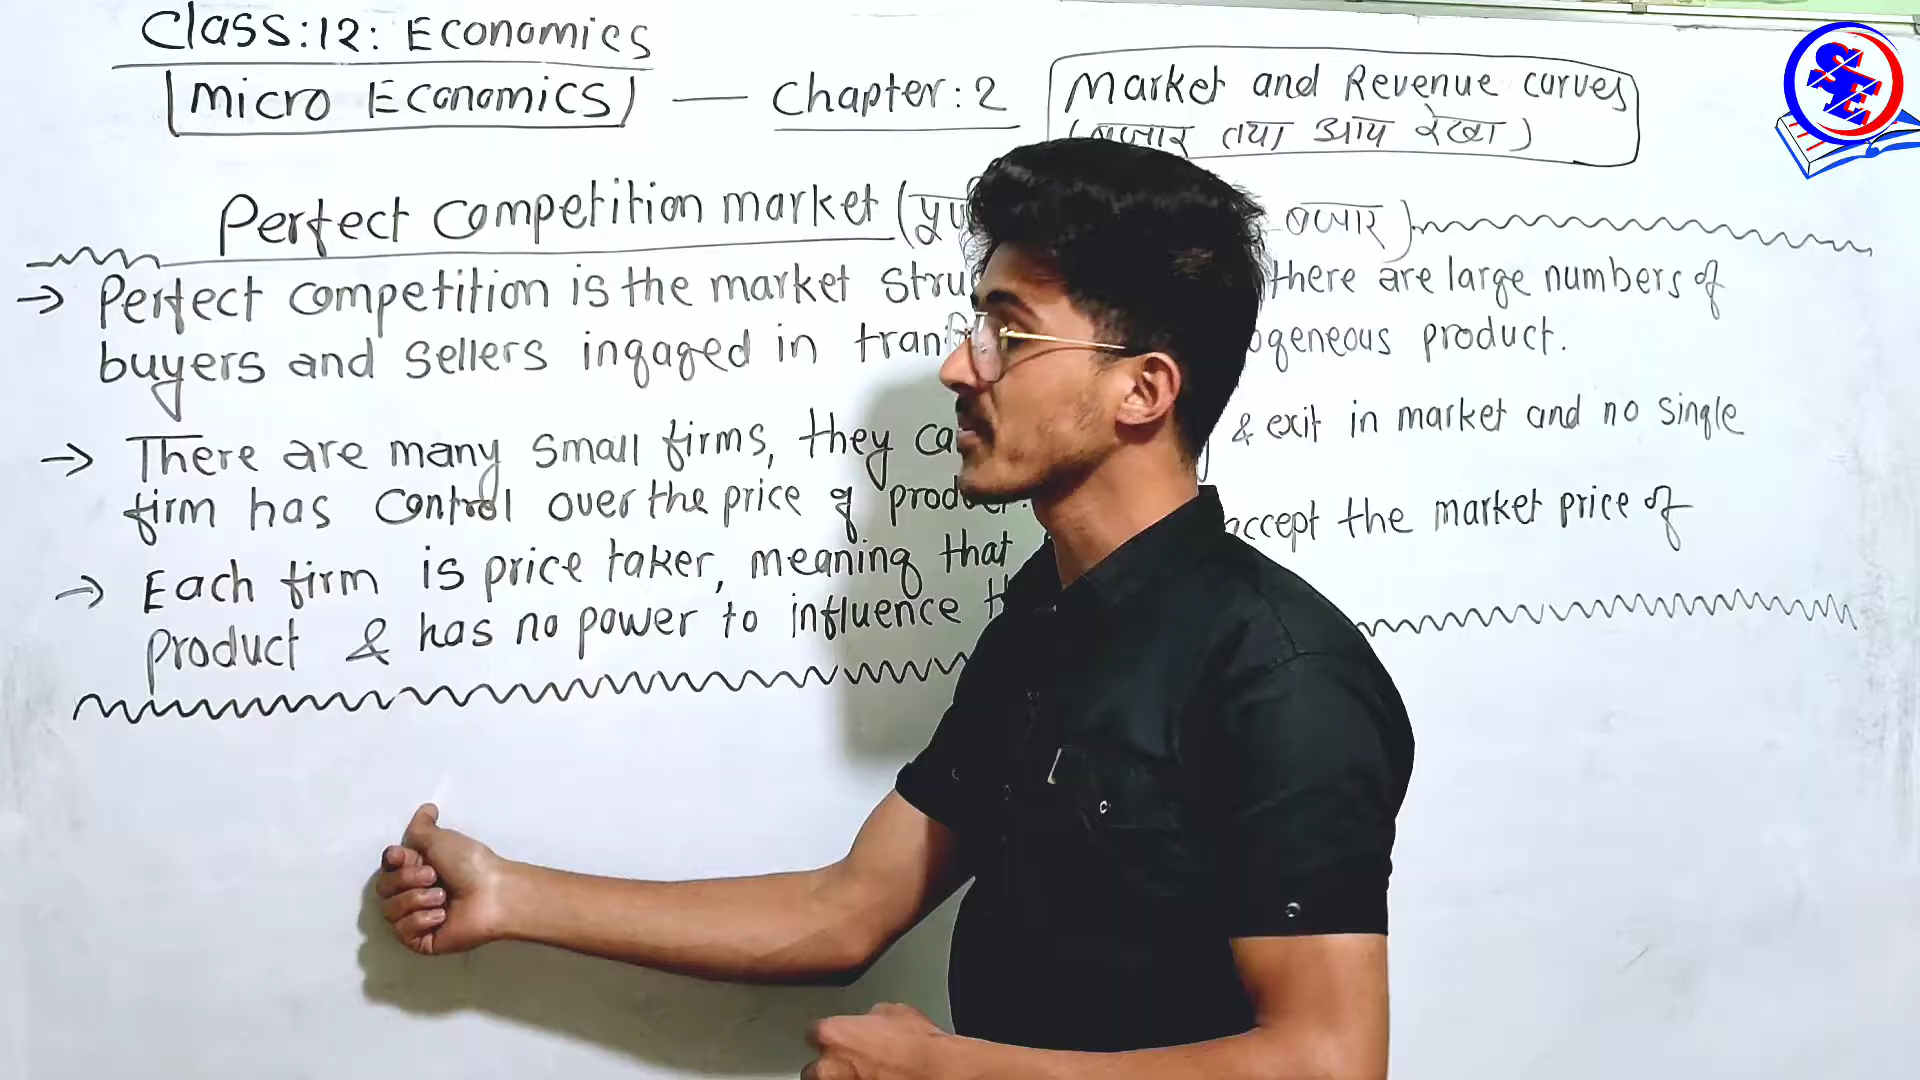 Class:12: Economics
Micro Economics — Chapter:2 Market and Revenue curves
(बजार तथा आय रेखा)
Perfect competition market ( बजार)
→ Perfect competition is the market there are large numbers of
buyers and sellers ingaged in product.
→ There are many small firms, they & exit in market and no single
firm has control over the price of
→ Each firm is price taker, meaning that accept the market price of
product & has no power to influence